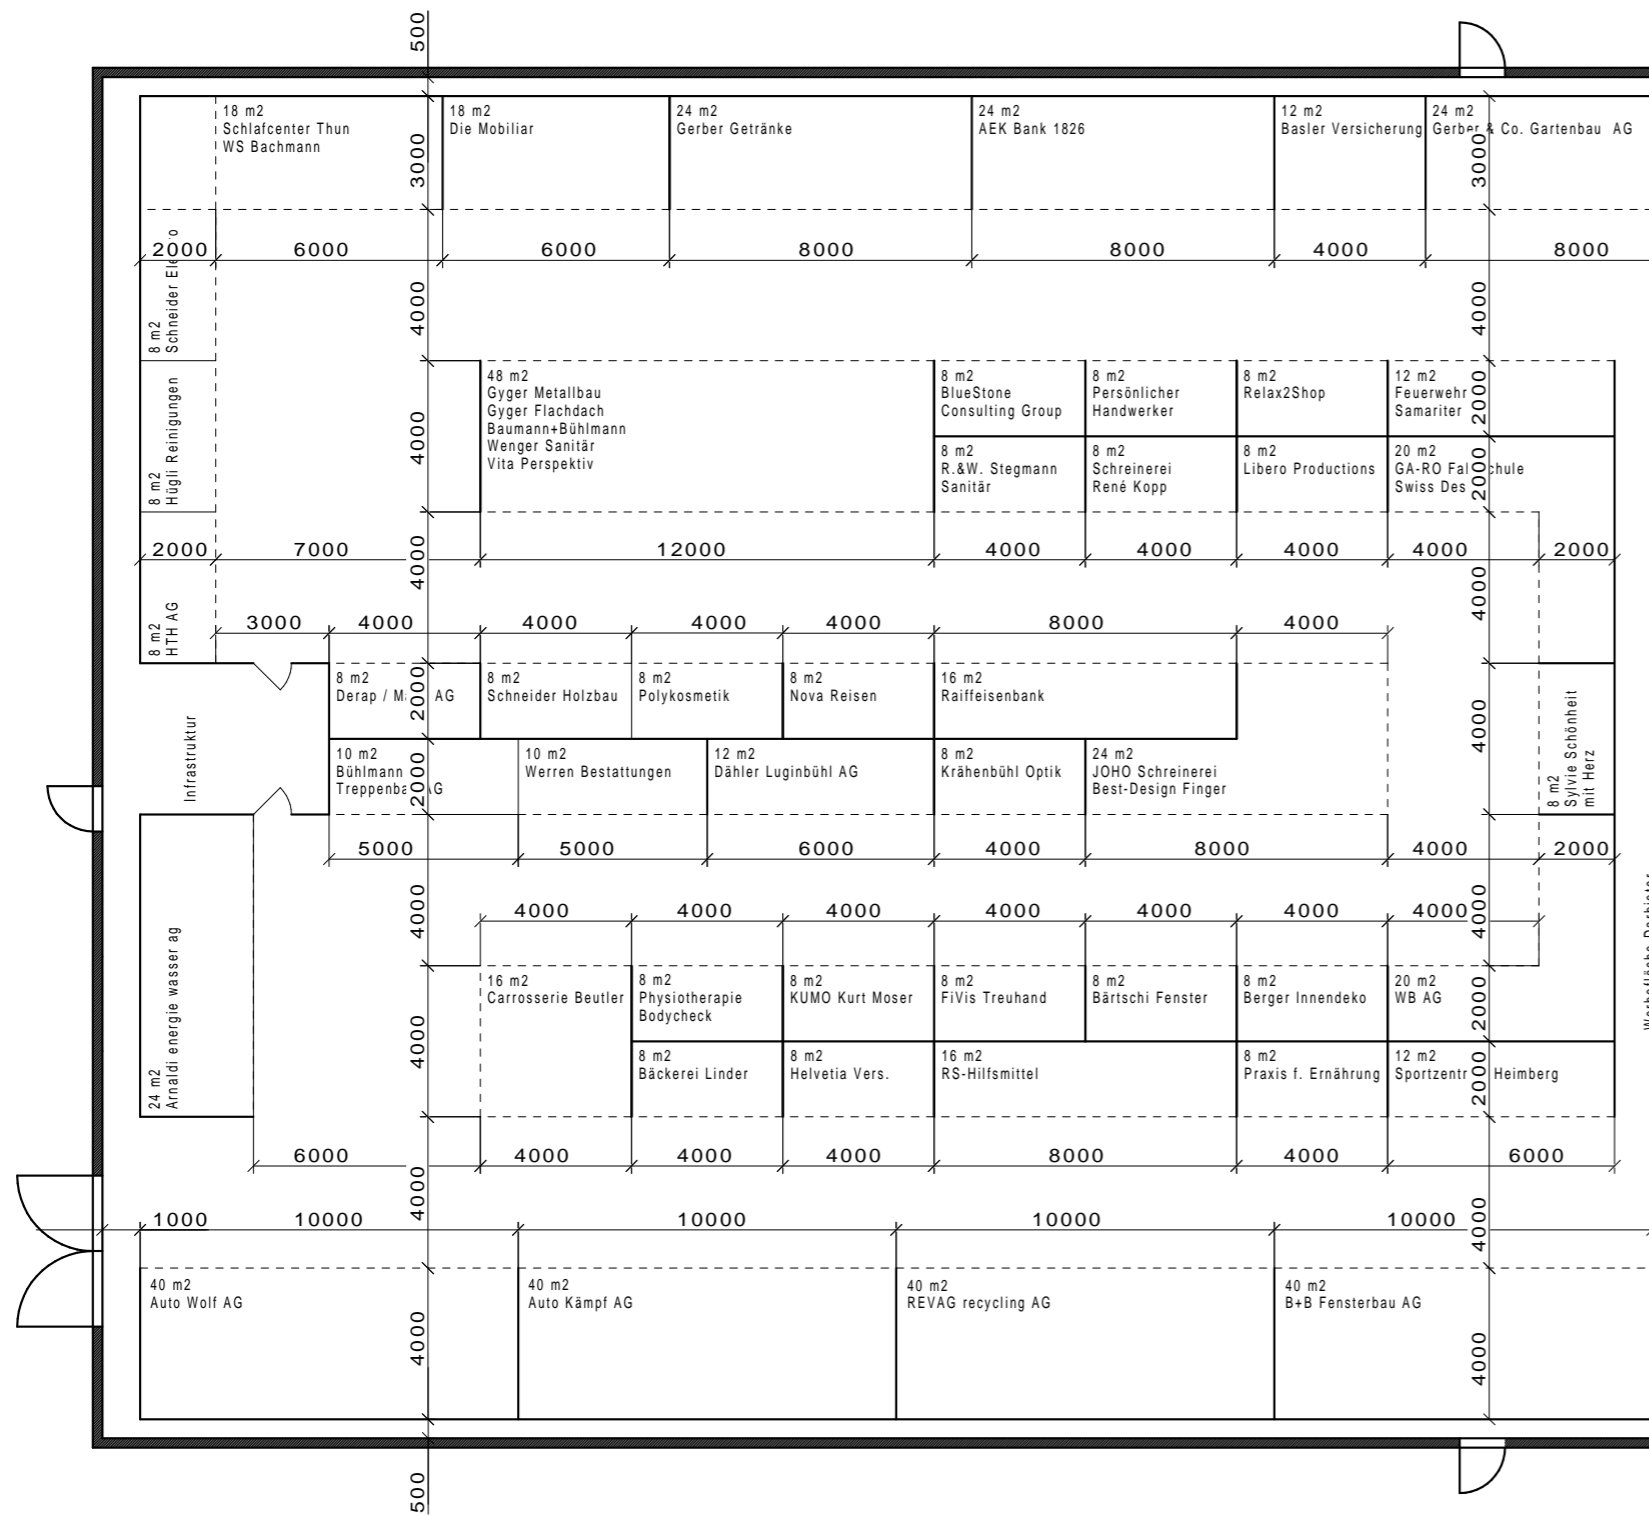 500
18 m2
Schlafcenter Thun
WS Bachmann
18 m2
Die Mobiliar
24 m2
Gerber Getränke
24 m2
AEK Bank 1826
12 m2
Basler Versicherung
24 m2
Gerber & Co. Gartenbau AG
3000
3000
2000
6000
6000
8000
8000
4000
8000
8 m2
Schneider
4000
4000
8 m2
Hügli Reinigungen
4000
48 m2
Gyger Metallbau
Gyger Flachdach
Baumann+Bühlmann
Wenger Sanitär
Vita Perspektiv
8 m2
BlueStone
Consulting Group
8 m2
Persönlicher
Handwerker
8 m2
Relax2Shop
12 m2
Feuerwehr
Samariter
2000
8 m2
R.&W. Stegmann
Sanitär
8 m2
Schreinerei
René Kopp
8 m2
Libero Productions
20 m2
GA-RO
Swiss
2000
2000
7000
4000
12000
4000
4000
4000
4000
2000
4000
8 m2
HTH AG
3000
4000
4000
4000
4000
8000
4000
8 m2
Derap / AG
2000
8 m2
Schneider Holzbau
8 m2
Polykosmetik
8 m2
Nova Reisen
16 m2
Raiffeisenbank
4000
8 m2
Sylvie Schönheit
mit Herz
Infrastruktur
10 m2
Bühlmann
2000
10 m2
Werren Bestattungen
12 m2
Dähler Luginbühl AG
8 m2
Krähenbühl Optik
24 m2
JOHO Schreinerei
Best-Design Finger
5000
5000
6000
4000
8000
4000
2000
4000
4000
4000
4000
4000
4000
4000
4000
4000
4000
24 m2
Arnaldi energie wasser ag
4000
16 m2
Carrosserie Beutler
8 m2
Physiotherapie
Bodycheck
8 m2
KUMO Kurt Moser
8 m2
FiVis Treuhand
8 m2
Bärtschi Fenster
8 m2
Berger Innendeko
20 m2
WB AG
2000
8 m2
Bäckerei Linder
8 m2
Helvetia Vers.
16 m2
RS-Hilfsmittel
8 m2
Praxis f. Ernährung
12 m2
Heimberg
2000
6000
4000
4000
4000
8000
4000
6000
4000
4000
1000
10000
10000
10000
10000
40 m2
Auto Wolf AG
40 m2
Auto Kämpf AG
40 m2
REVAG recycling AG
40 m2
B+B Fensterbau AG
4000
4000
500